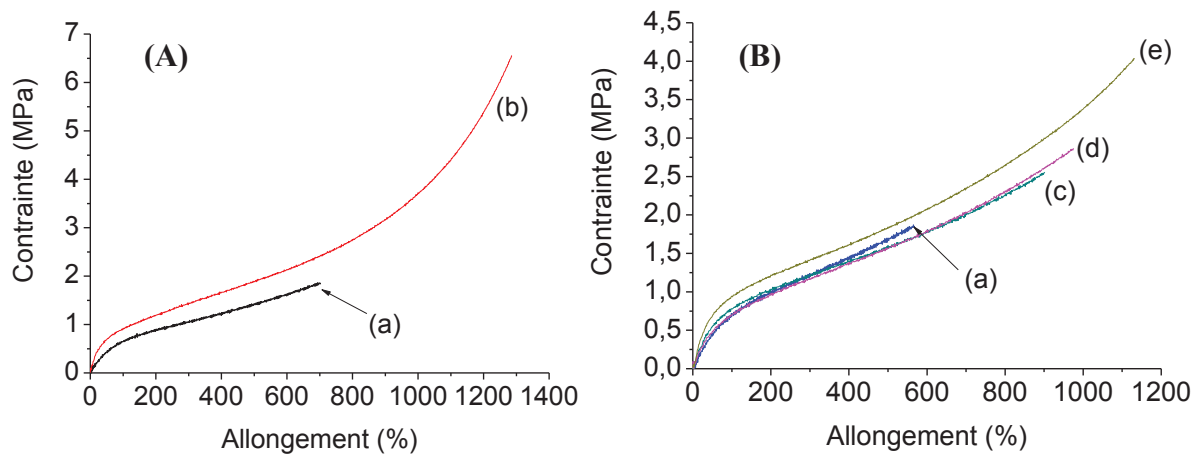 (A)
Contrainte (MPa)
7
6
5
4
3
2
1
0
(b)
(a)
0 200 400 600 800 1000 1200 1400
Allongement (%)
(B)
Contrainte (MPa)
4,5
4,0
3,5
3,0
2,5
2,0
1,5
1,0
0,5
0,0
(e)
(d)
(c)
(a)
0 200 400 600 800 1000 1200
Allongement (%)